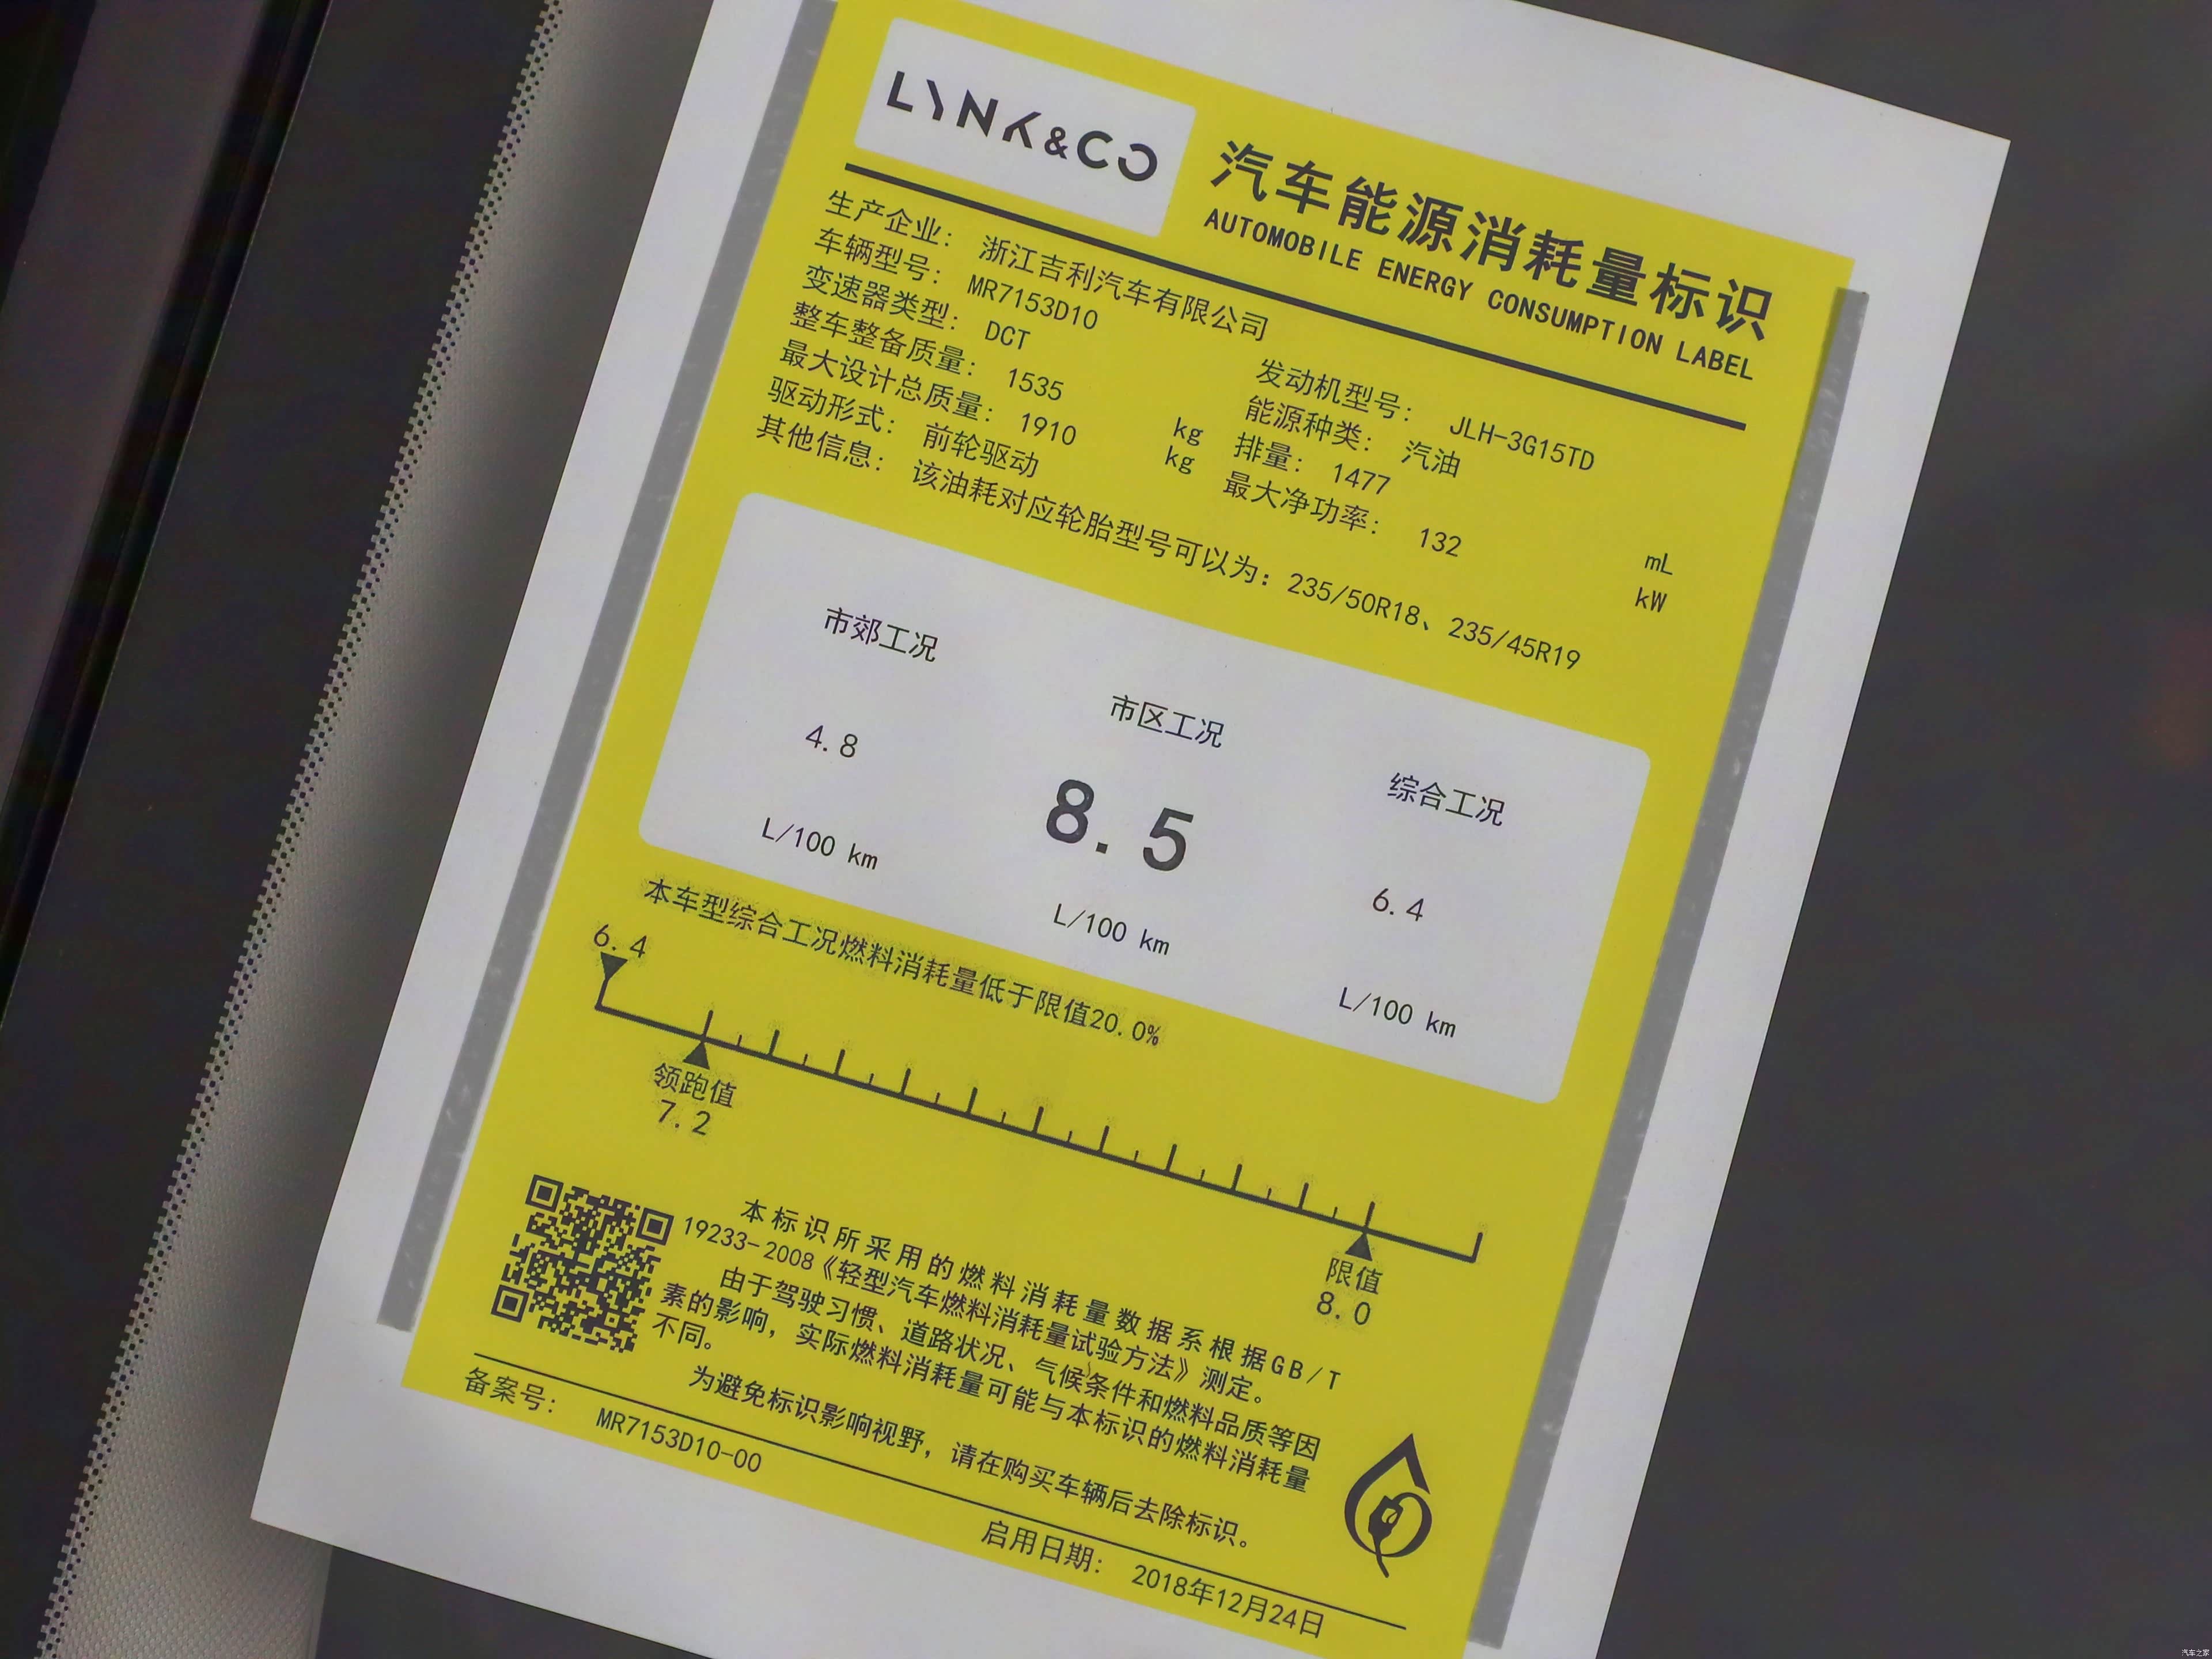 LYNK&CO
汽车能源消耗量标识
AUTOMOBILE ENERGY CONSUMPTION LABEL
生产企业： 浙江吉利汽车有限公司
车辆型号： MR7153D10
发动机型号： JLH-3G15TD
变速器类型： DCT
能源种类： 汽油
整车整备质量： 1535 kg
排量： 1477 mL
最大设计总质量： 1910 kg
最大净功率： 132 kW
驱动形式： 前轮驱动
其他信息： 该油耗对应轮胎型号可以为：235/50R18、235/45R19
市郊工况
4.8
L/100 km
市区工况
8.5
L/100 km
综合工况
6.4
L/100 km
本车型综合工况燃料消耗量低于限值20.0%
6.4
领跑值
7.2
限值
8.0
本标识所采用的燃料消耗量数据系根据GB/T
19233-2008《轻型汽车燃料消耗量试验方法》测定。
由于驾驶习惯、道路状况、气候条件和燃料品质等因
素的影响，实际燃料消耗量可能与本标识的燃料消耗量
不同。
为避免标识影响视野，请在购买车辆后去除标识。
备案号： MR7153D10-00
启用日期： 2018年12月24日
汽车之家